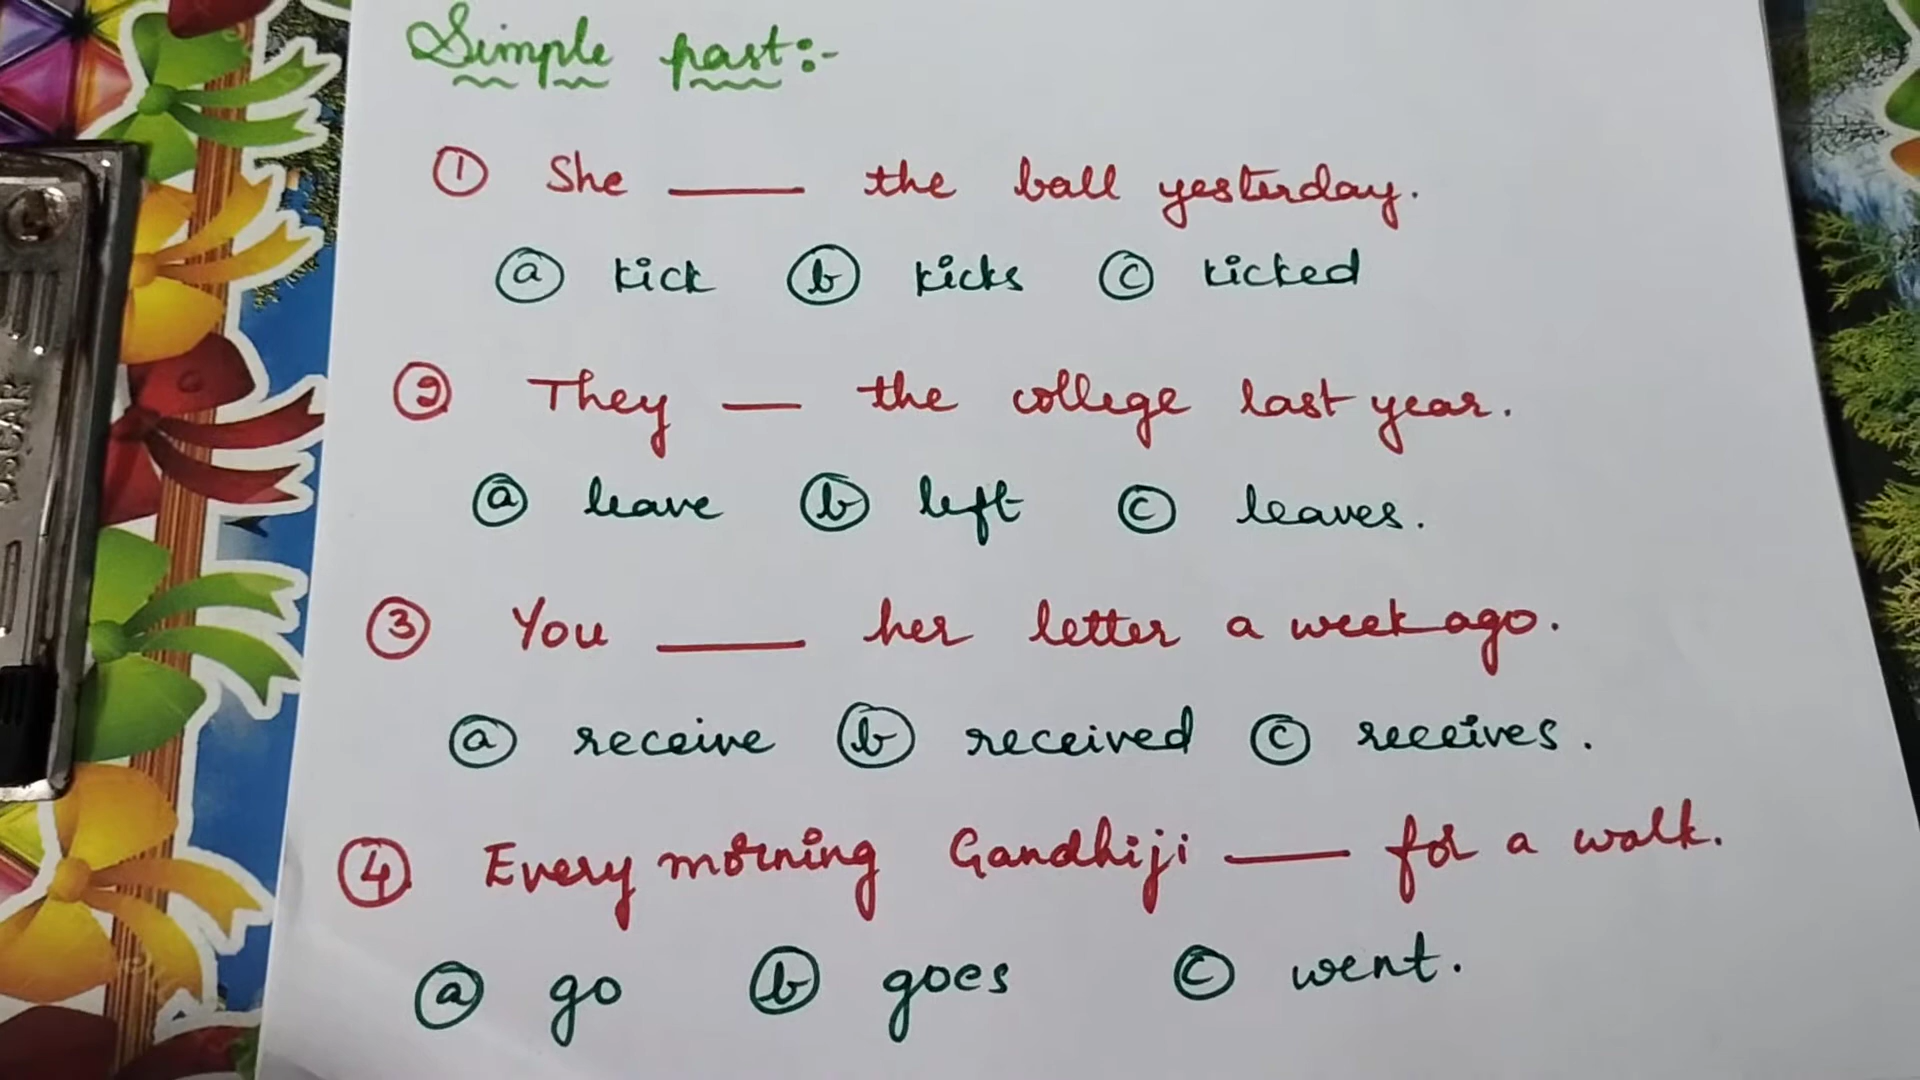 Simple past:-
① She ____ the ball yesterday.
ⓐ kick ⓑ kicks ⓒ kicked
② They __ the college last year.
ⓐ leave ⓑ left ⓒ leaves.
③ You ____ her letter a week ago.
ⓐ receive ⓑ received ⓒ receives.
④ Every morning Gandhiji ___ for a walk.
ⓐ go ⓑ goes ⓒ went.